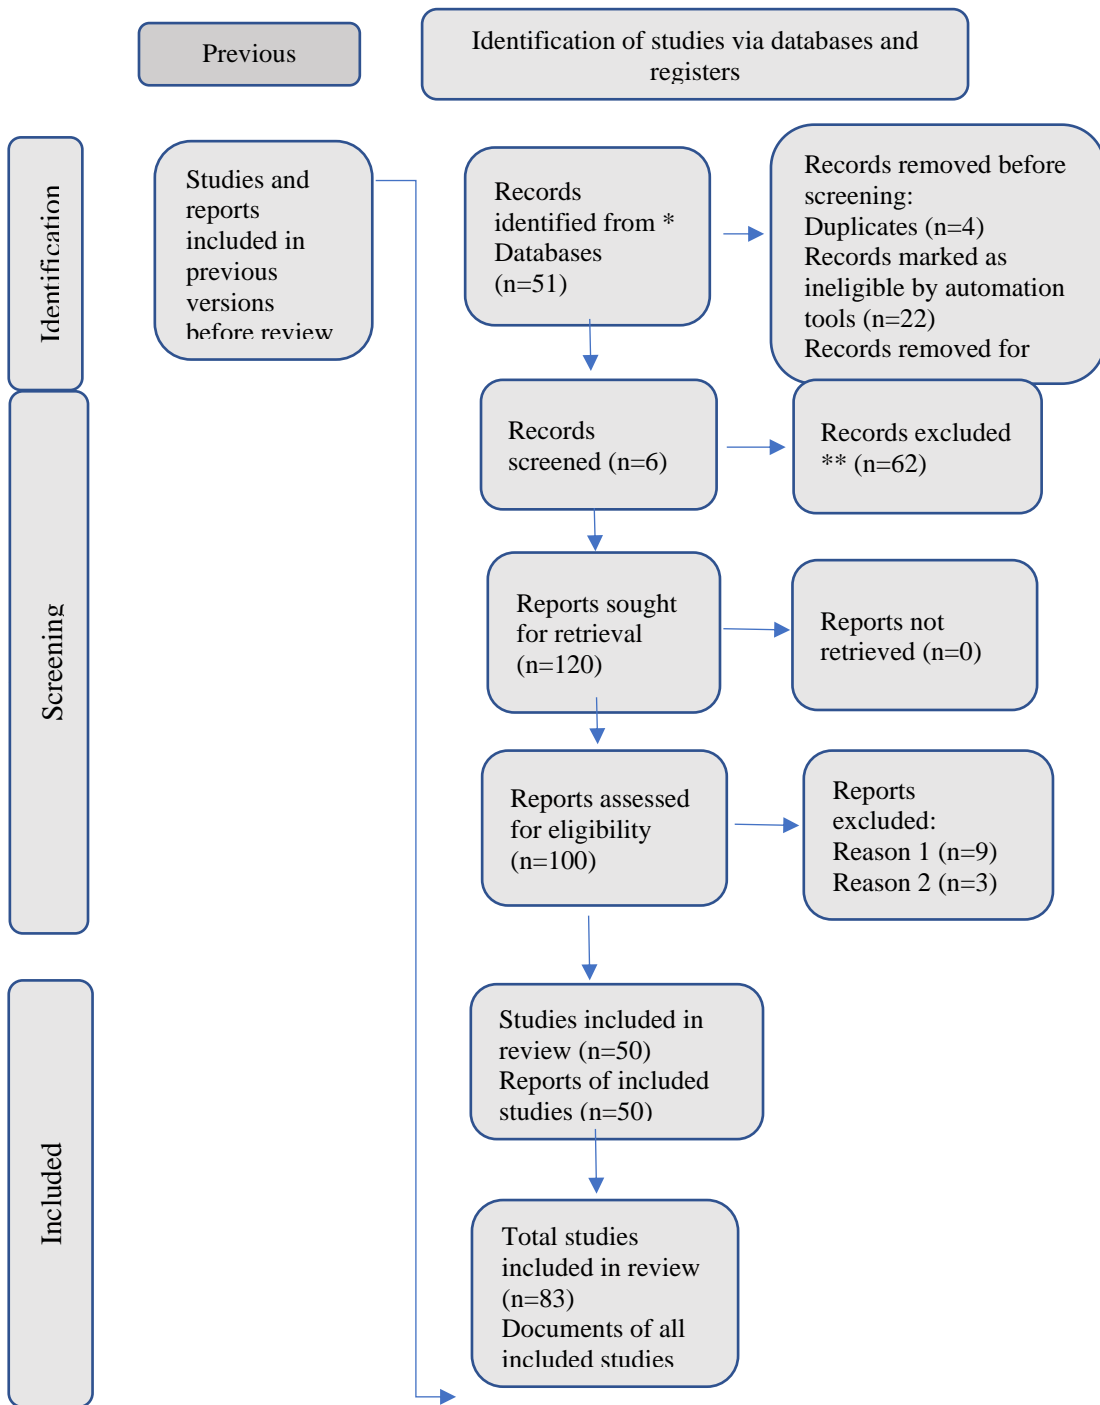 Previous
Identification of studies via databases and
registers
Identification
Studies and
reports
included in
previous
versions
before review
Records
identified from *
Databases
(n=51)
Records removed before
screening:
Duplicates (n=4)
Records marked as
ineligible by automation
tools (n=22)
Records removed for
Screening
Records
screened (n=6)
Records excluded
** (n=62)
Reports sought
for retrieval
(n=120)
Reports not
retrieved (n=0)
Reports assessed
for eligibility
(n=100)
Reports
excluded:
Reason 1 (n=9)
Reason 2 (n=3)
Included
Studies included in
review (n=50)
Reports of included
studies (n=50)
Total studies
included in review
(n=83)
Documents of all
included studies